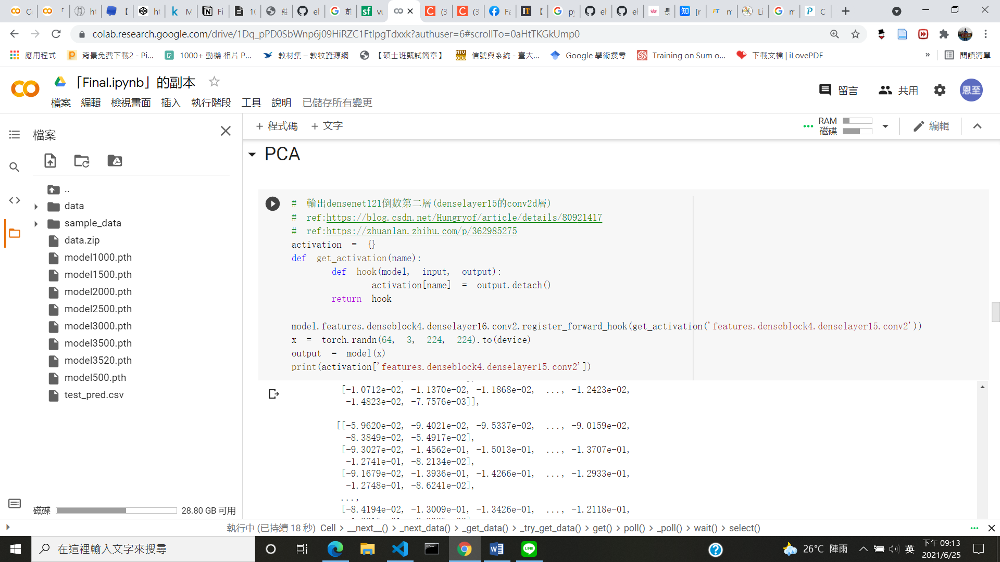 colab.research.google.com/drive/1Dq_pPD0SbWnp6j09HiRZC1FtlpgTdxxk?authuser=6#scrollTo=0aHtTKGkUmp0
應用程式 背景免費下載2 - Pi... 1000+ 動機 相片 P... 教材集 – 教牧資源網 【碩士班甄試簡章】 信號與系統 - 臺大... Google 學術搜尋 Training on Sum o... 下載文檔 | iLovePDF » 閱讀清單
「Final.ipynb」的副本
留言 共用 恩至
檔案 編輯 檢視畫面 插入 執行階段 工具 說明 已儲存所有變更
+ 程式碼 + 文字
RAM
磁碟
編輯
檔案
..
data
sample_data
data.zip
model1000.pth
model1500.pth
model2000.pth
model2500.pth
model3000.pth
model3500.pth
model3520.pth
model500.pth
test_pred.csv
磁碟 28.80 GB 可用
PCA
# 輸出densenet121倒數第二層(denselayer15的conv2d層)
# ref:https://blog.csdn.net/Hungryof/article/details/80921417
# ref:https://zhuanlan.zhihu.com/p/362985275
activation = {}
def get_activation(name):
def hook(model, input, output):
activation[name] = output.detach()
return hook
model.features.denseblock4.denselayer16.conv2.register_forward_hook(get_activation('features.denseblock4.denselayer15.conv2'))
x = torch.randn(64, 3, 224, 224).to(device)
output = model(x)
print(activation['features.denseblock4.denselayer15.conv2'])
[-1.0712e-02, -1.1370e-02, -1.1868e-02, ..., -1.2423e-02,
-1.4823e-02, -7.7576e-03]],
[[-5.9620e-02, -9.4021e-02, -9.5337e-02, ..., -9.0159e-02,
-8.3849e-02, -5.4917e-02],
[-9.3027e-02, -1.4562e-01, -1.5013e-01, ..., -1.3707e-01,
-1.2741e-01, -8.2134e-02],
[-9.1679e-02, -1.3936e-01, -1.4266e-01, ..., -1.2933e-01,
-1.2748e-01, -8.6241e-02],
...,
[-8.4194e-02, -1.3009e-01, -1.3426e-01, ..., -1.2118e-01,
執行中 (已持續 18 秒) Cell > __next__() > _next_data() > _get_data() > _try_get_data() > get() > poll() > _poll() > wait() > select()
在這裡輸入文字來搜尋
26°C 陣雨
英
下午 09:13
2021/6/25